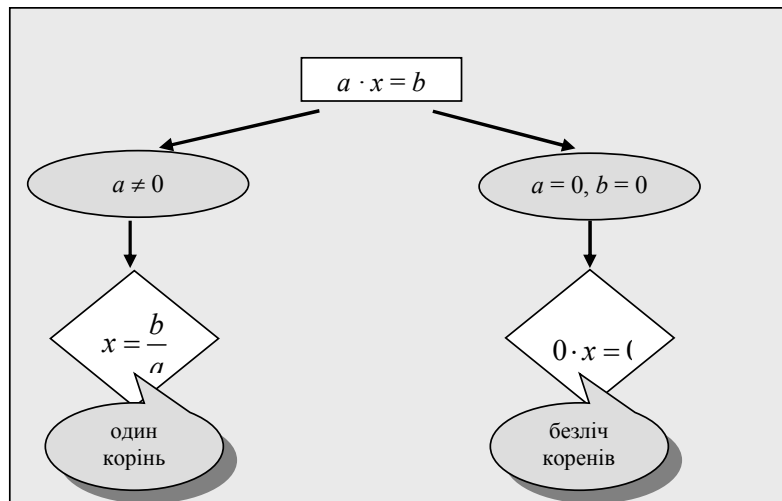 a · x = b
a ≠ 0
a = 0, b = 0
x = b/a
0 · x = (
один
корінь
безліч
коренів